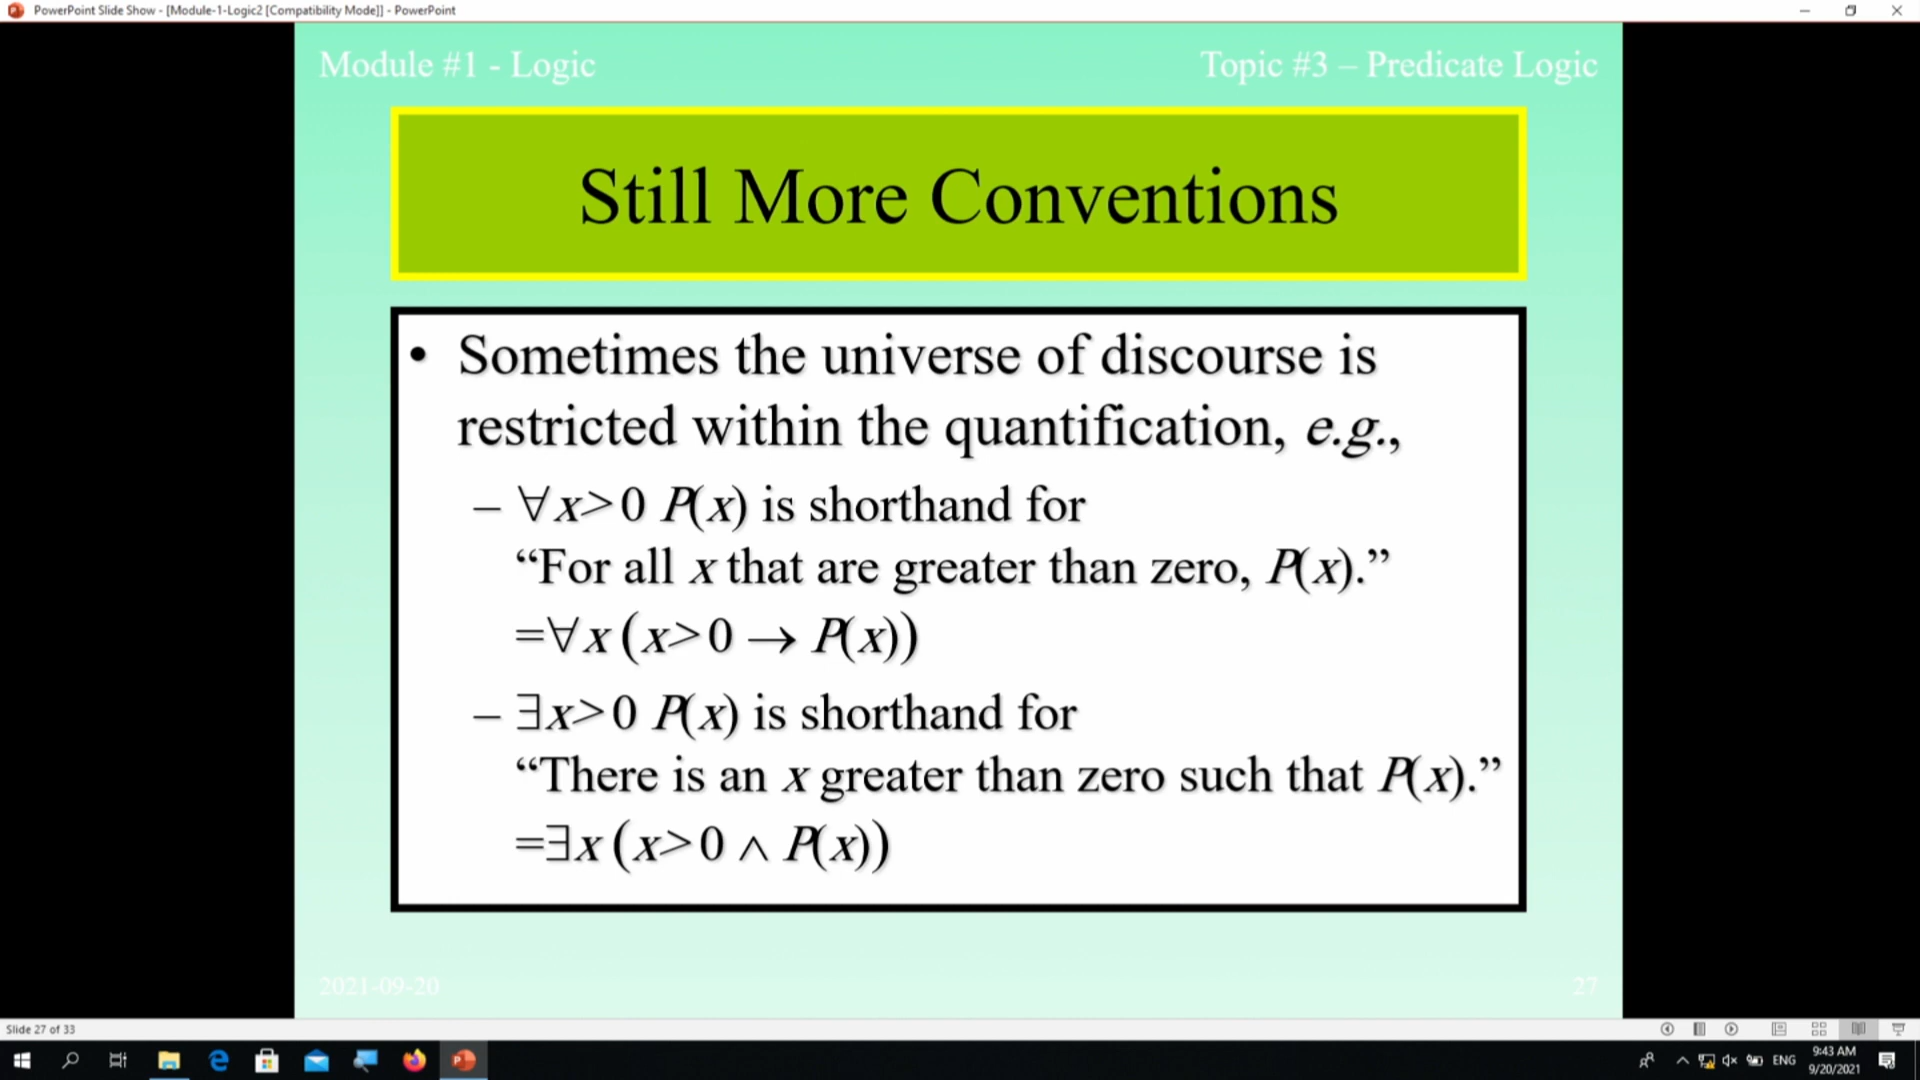 PowerPoint Slide Show - [Module-1-Logic2 [Compatibility Mode]] - PowerPoint
Module #1 - Logic
Topic #3 – Predicate Logic
Still More Conventions
• Sometimes the universe of discourse is
restricted within the quantification, e.g.,
– ∀x>0 P(x) is shorthand for
“For all x that are greater than zero, P(x).”
=∀x (x>0 → P(x))
– ∃x>0 P(x) is shorthand for
“There is an x greater than zero such that P(x).”
=∃x (x>0 ∧ P(x))
2021-09-20
27
Slide 27 of 33
ENG
9:43 AM
9/20/2021